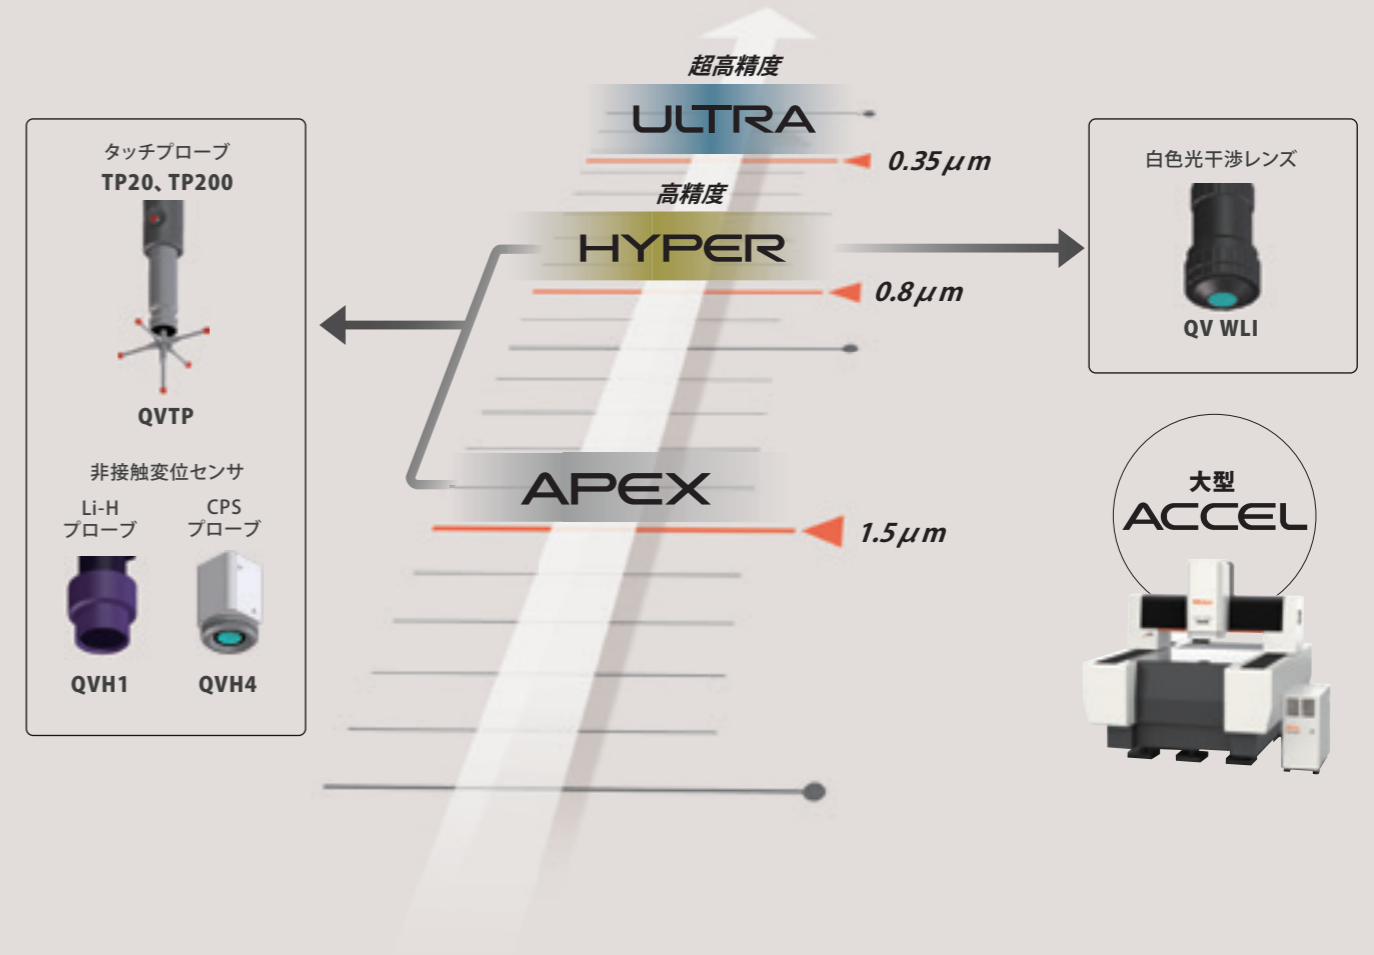 超高精度
ULTRA
0.35μm
高精度
HYPER
0.8μm
APEX
1.5μm
タッチプローブ
TP20、TP200
QVTP
非接触変位センサ
Li-H
プローブ
CPS
プローブ
QVH1
QVH4
白色光干渉レンズ
QV WLI
大型
ACCEL